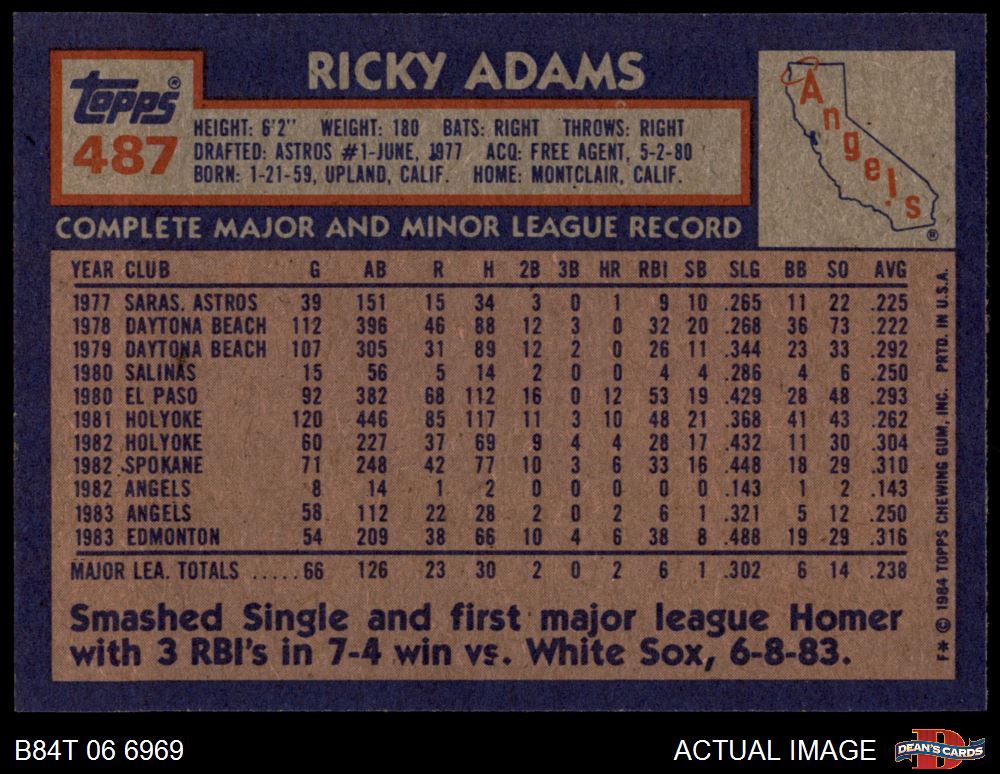 RICKY ADAMS
Topps®
487
HEIGHT: 6'2" WEIGHT: 180 BATS: RIGHT THROWS: RIGHT
DRAFTED: ASTROS #1-JUNE, 1977 ACQ: FREE AGENT, 5-2-80
BORN: 1-21-59, UPLAND, CALIF. HOME: MONTCLAIR, CALIF.
Angels
®
COMPLETE MAJOR AND MINOR LEAGUE RECORD
YEAR CLUB G AB R H 2B 3B HR RBI SB SLG BB SO AVG
1977 SARAS. ASTROS 39 151 15 34 3 0 1 9 10 .265 11 22 .225
1978 DAYTONA BEACH 112 396 46 88 12 3 0 32 20 .268 36 73 .222
1979 DAYTONA BEACH 107 305 31 89 12 2 0 26 11 .344 23 33 .292
1980 SALINAS 15 56 5 14 2 0 0 4 4 .286 4 6 .250
1980 EL PASO 92 382 68 112 16 0 12 53 19 .429 28 48 .293
1981 HOLYOKE 120 446 85 117 11 3 10 48 21 .368 41 43 .262
1982 HOLYOKE 60 227 37 69 9 4 4 28 17 .432 11 30 .304
1982 SPOKANE 71 248 42 77 10 3 6 33 16 .448 18 29 .310
1982 ANGELS 8 14 1 2 0 0 0 0 0 .143 1 2 .143
1983 ANGELS 58 112 22 28 2 0 2 6 1 .321 5 12 .250
1983 EDMONTON 54 209 38 66 10 4 6 38 8 .488 19 29 .316
MAJOR LEA. TOTALS .....66 126 23 30 2 0 2 6 1 .302 6 14 .238
Smashed Single and first major league Homer
with 3 RBI's in 7-4 win vs. White Sox, 6-8-83.
F* © 1984 TOPPS CHEWING GUM, INC. PRTD. IN U.S.A.
B84T 06 6969
ACTUAL IMAGE
D
DEAN'S CARDS